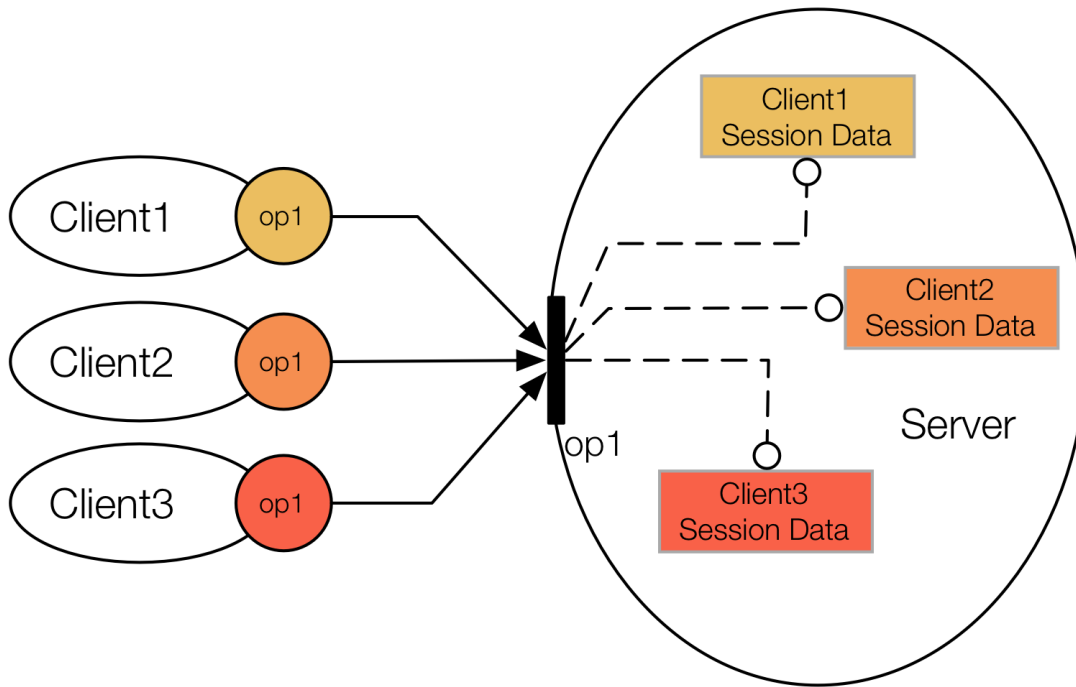 Client1
op1
Client2
op1
Client3
op1
op1
Client1
Session Data
Client2
Session Data
Server
Client3
Session Data